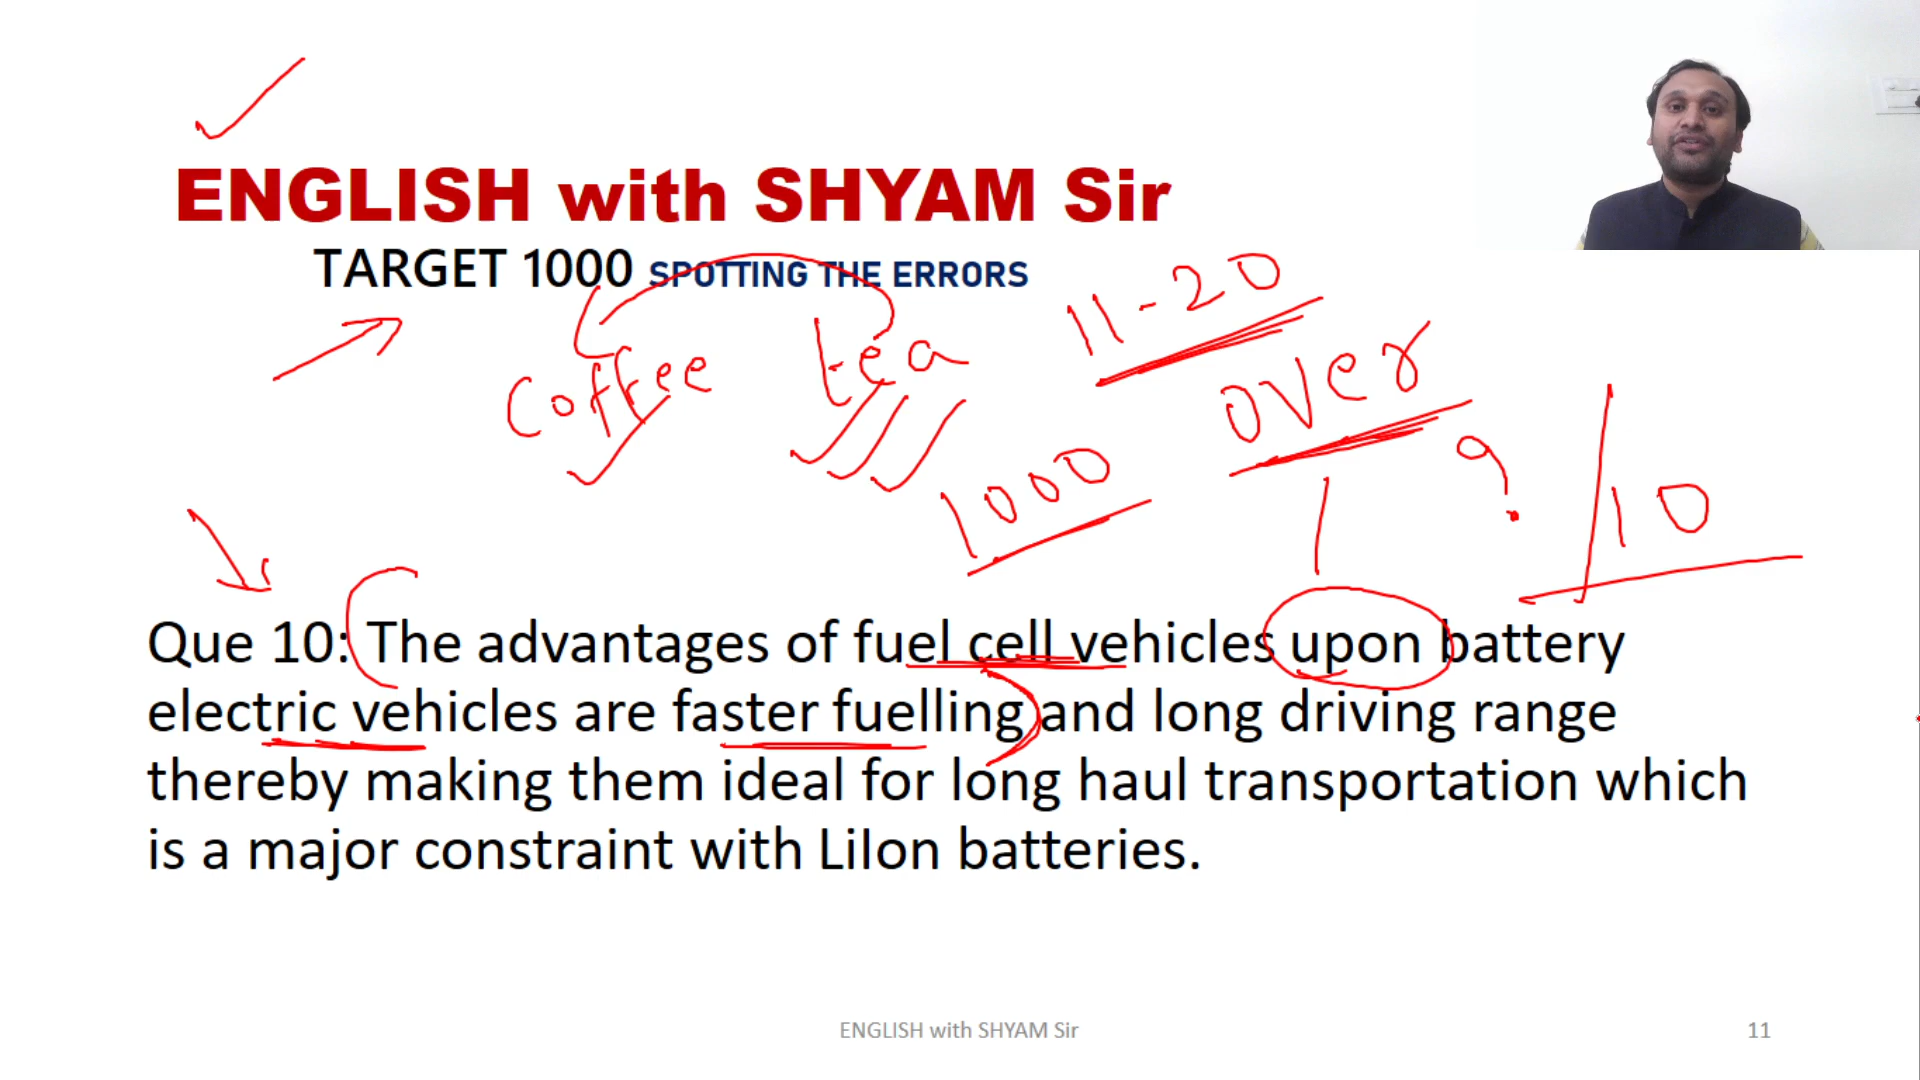 ENGLISH with SHYAM Sir
TARGET 1000 SPOTTING THE ERRORS
11-20
Coffee tea
over
1000
? 10
Que 10: The advantages of fuel cell vehicles upon battery
electric vehicles are faster fuelling and long driving range
thereby making them ideal for long haul transportation which
is a major constraint with LiIon batteries.
ENGLISH with SHYAM Sir
11